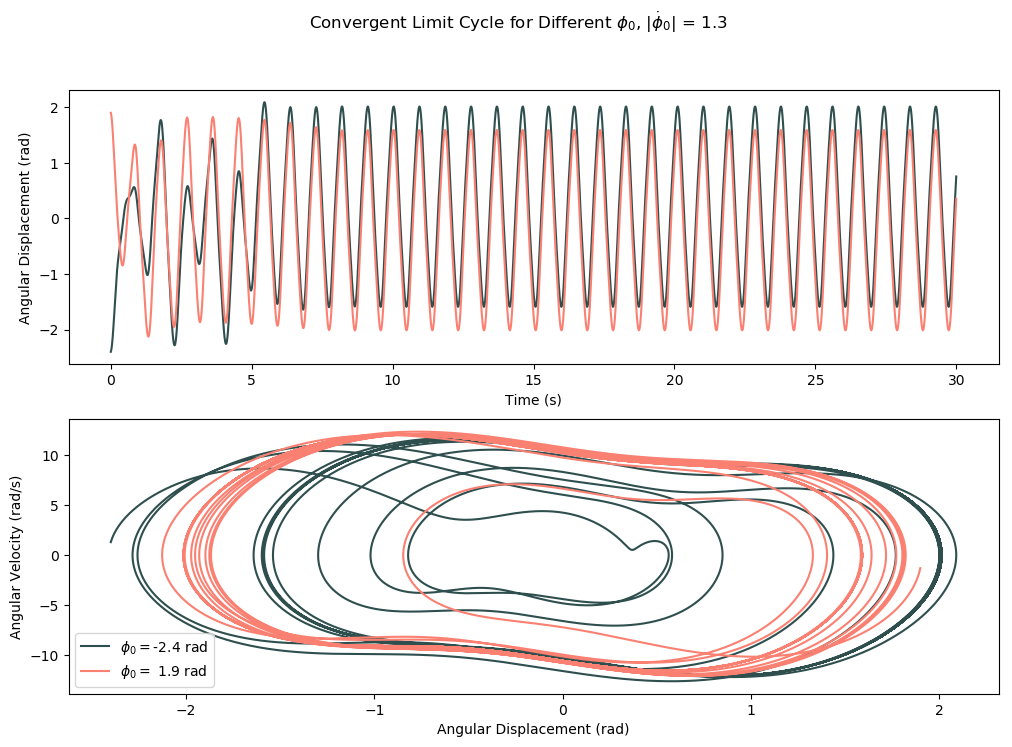 Convergent Limit Cycle for Different ϕ₀, |ϕ̇₀| = 1.3
Angular Displacement (rad)
2
1
0
−1
−2
0 5 10 15 20 25 30
Time (s)
Angular Velocity (rad/s)
10
5
0
−5
−10
ϕ₀ = -2.4 rad
ϕ₀ = 1.9 rad
−2 −1 0 1 2
Angular Displacement (rad)